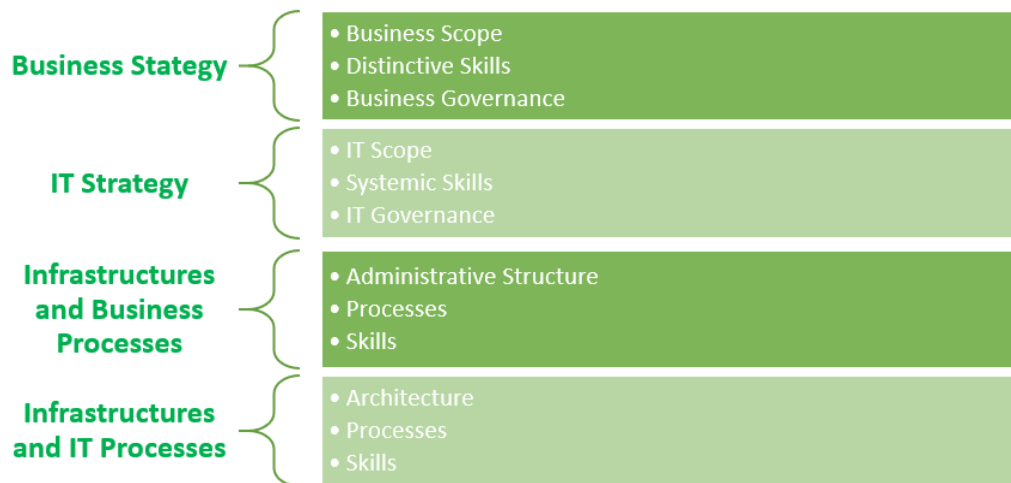 Business Stategy
• Business Scope
• Distinctive Skills
• Business Governance
IT Strategy
• IT Scope
• Systemic Skills
• IT Governance
Infrastructures
and Business
Processes
• Administrative Structure
• Processes
• Skills
Infrastructures
and IT Processes
• Architecture
• Processes
• Skills